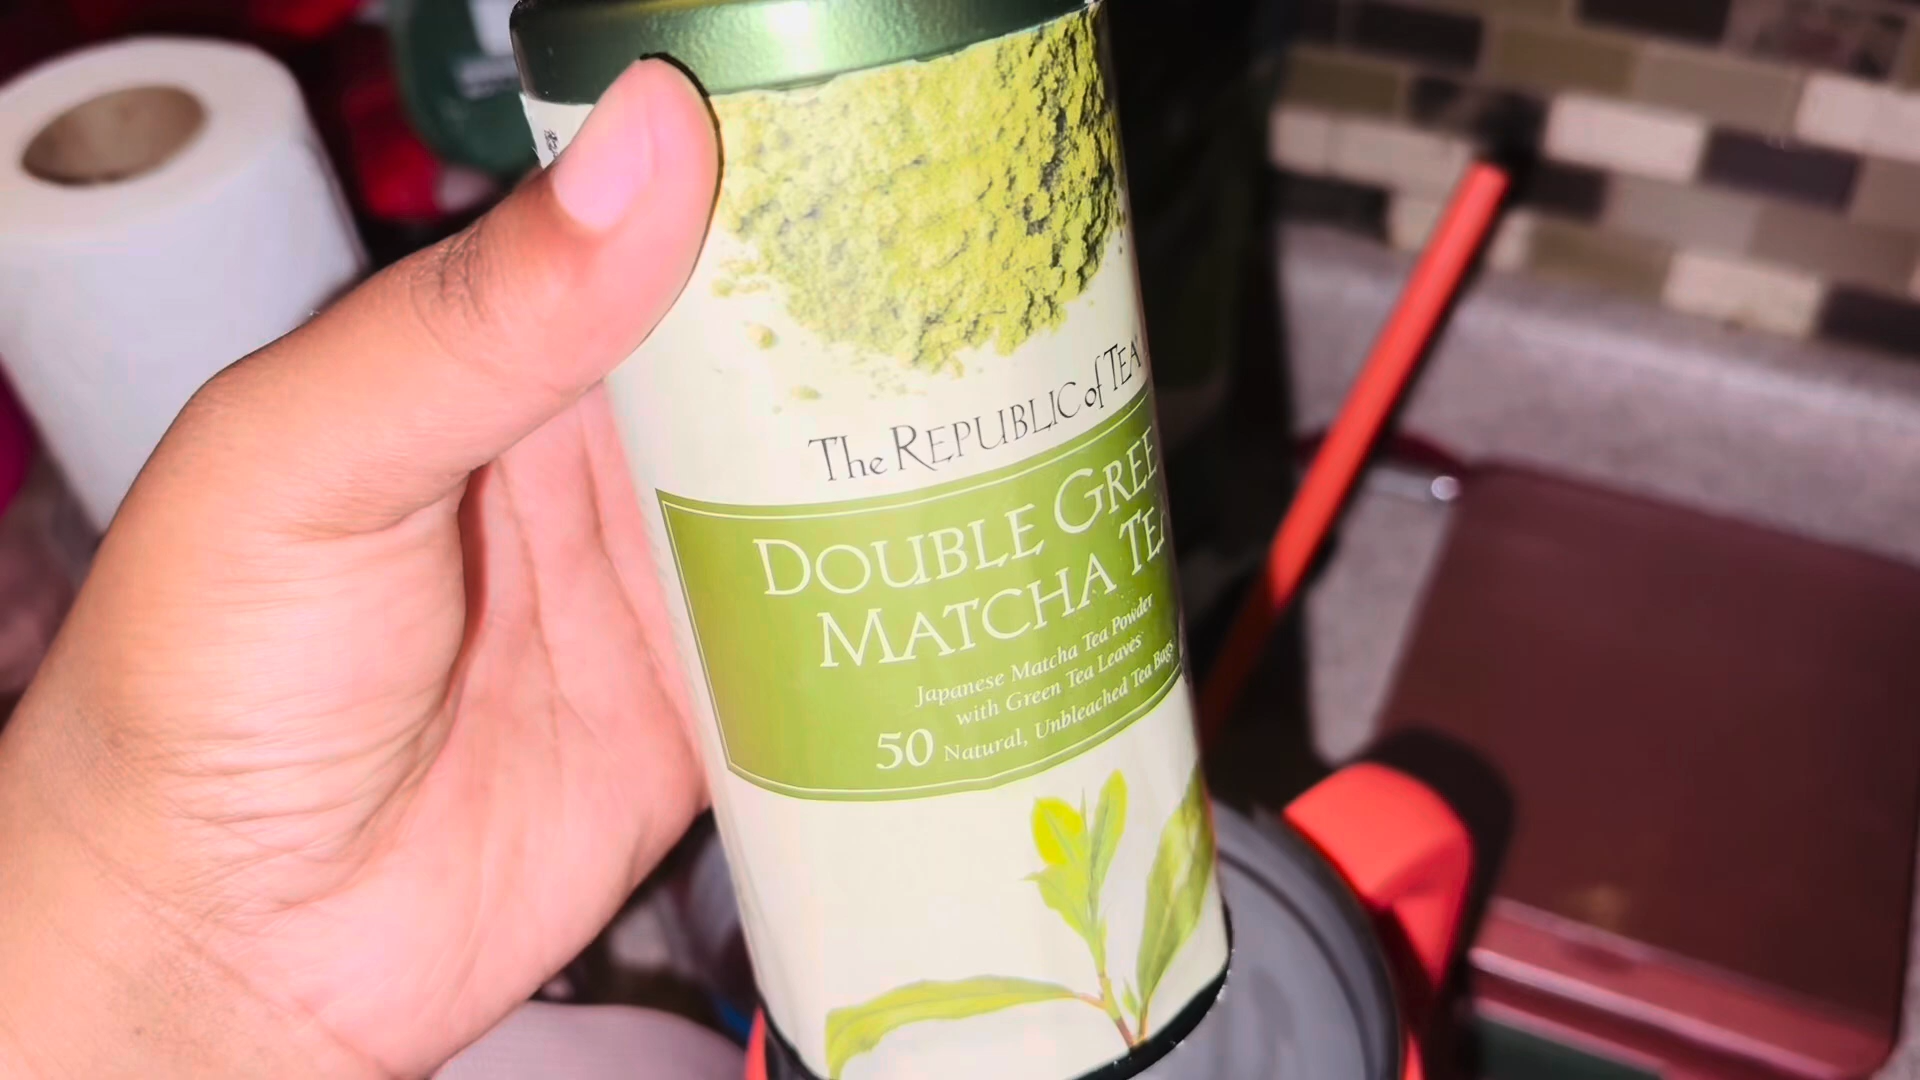 The REPUBLIC of TEA
DOUBLE GREE
MATCHA TEA
Japanese Matcha Tea Powder
with Green Tea Leaves
50 Natural, Unbleached Tea Bags